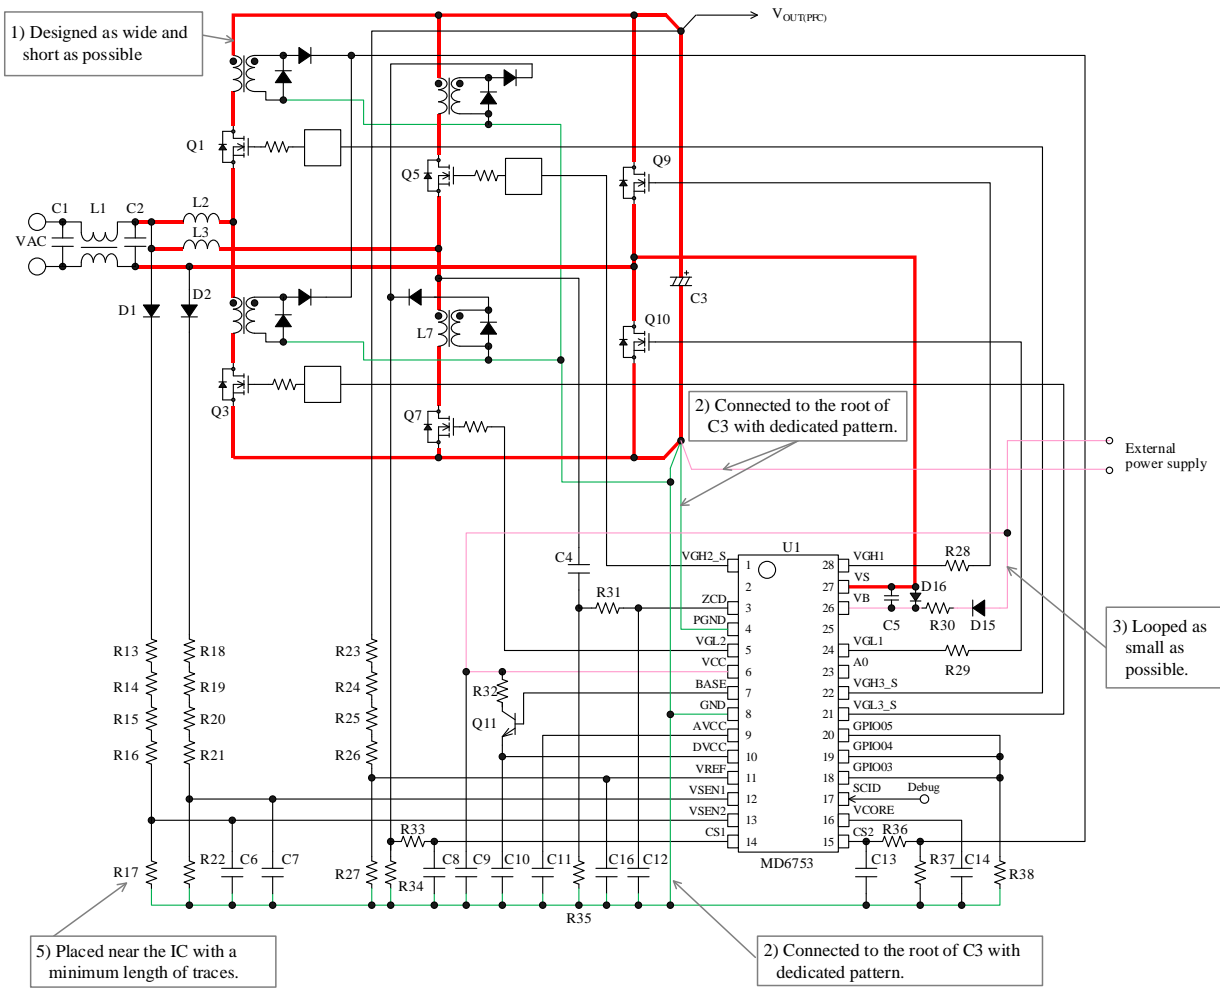 V_OUT(PFC)
1) Designed as wide and
short as possible
Q1
Q5
Q9
C1
L1
C2
L2
L3
VAC
D1
D2
L7
C3
Q10
Q3
Q7
2) Connected to the root of
C3 with dedicated pattern.
External
power supply
U1
C4
VGH2_S
1
28
VGH1
R28
2
27
VS
D16
R31
ZCD
3
26
VB
C5
R30
D15
PGND
4
25
3) Looped as
small as
possible.
R13
R18
R23
VGL2
5
24
VGL1
R29
VCC
6
23
A0
R14
R19
R24
R32
BASE
7
22
VGH3_S
R15
R20
R25
Q11
GND
8
21
VGL3_S
AVCC
9
20
GPIO05
R16
R21
R26
DVCC
10
19
GPIO04
VREF
11
18
GPIO03
VSEN1
12
17
SCID
Debug
VSEN2
13
16
VCORE
R33
CS1
14
15
CS2
R36
MD6753
R17
R22
C6
C7
R27
R34
C8
C9
C10
C11
C16
C12
C13
R37
C14
R38
R35
5) Placed near the IC with a
minimum length of traces.
2) Connected to the root of C3 with
dedicated pattern.